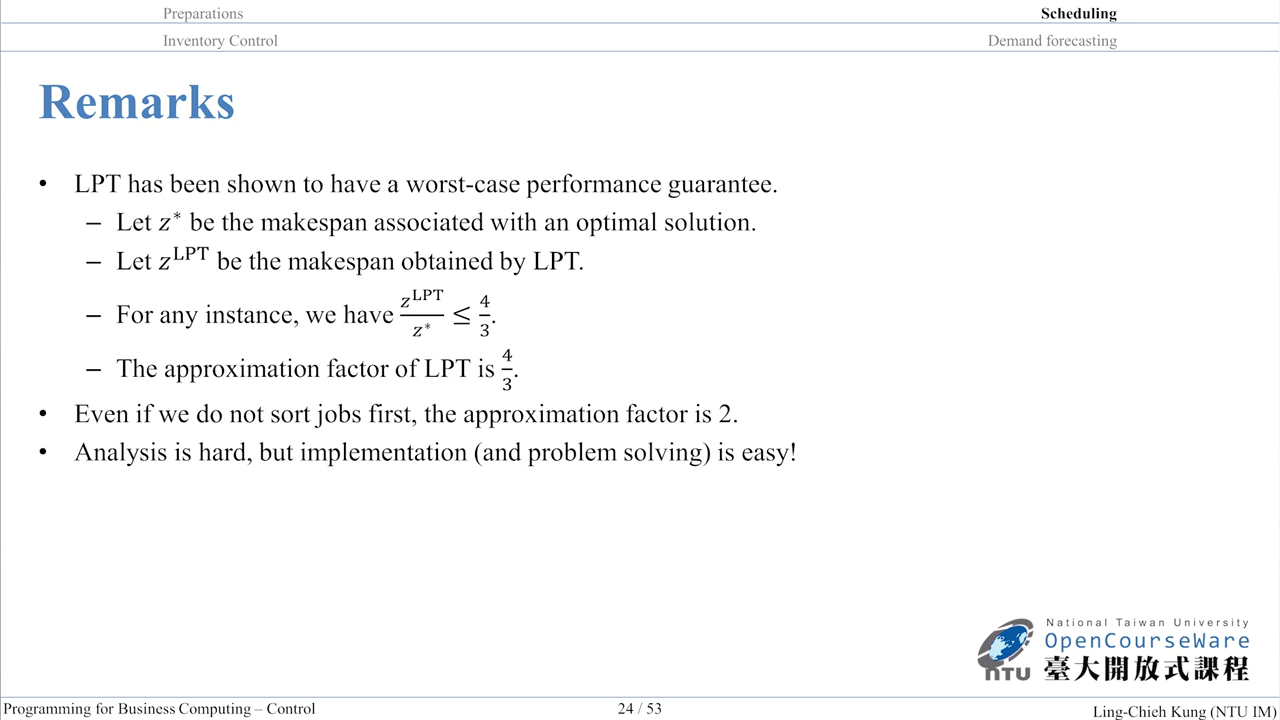 Preparations
Scheduling
Inventory Control
Demand forecasting
Remarks
• LPT has been shown to have a worst-case performance guarantee.
– Let z* be the makespan associated with an optimal solution.
– Let z^LPT be the makespan obtained by LPT.
– For any instance, we have z^LPT/z* ≤ 4/3.
– The approximation factor of LPT is 4/3.
• Even if we do not sort jobs first, the approximation factor is 2.
• Analysis is hard, but implementation (and problem solving) is easy!
National Taiwan University
OpenCourseWare
臺大開放式課程
NTU
Programming for Business Computing – Control
24 / 53
Ling-Chieh Kung (NTU IM)